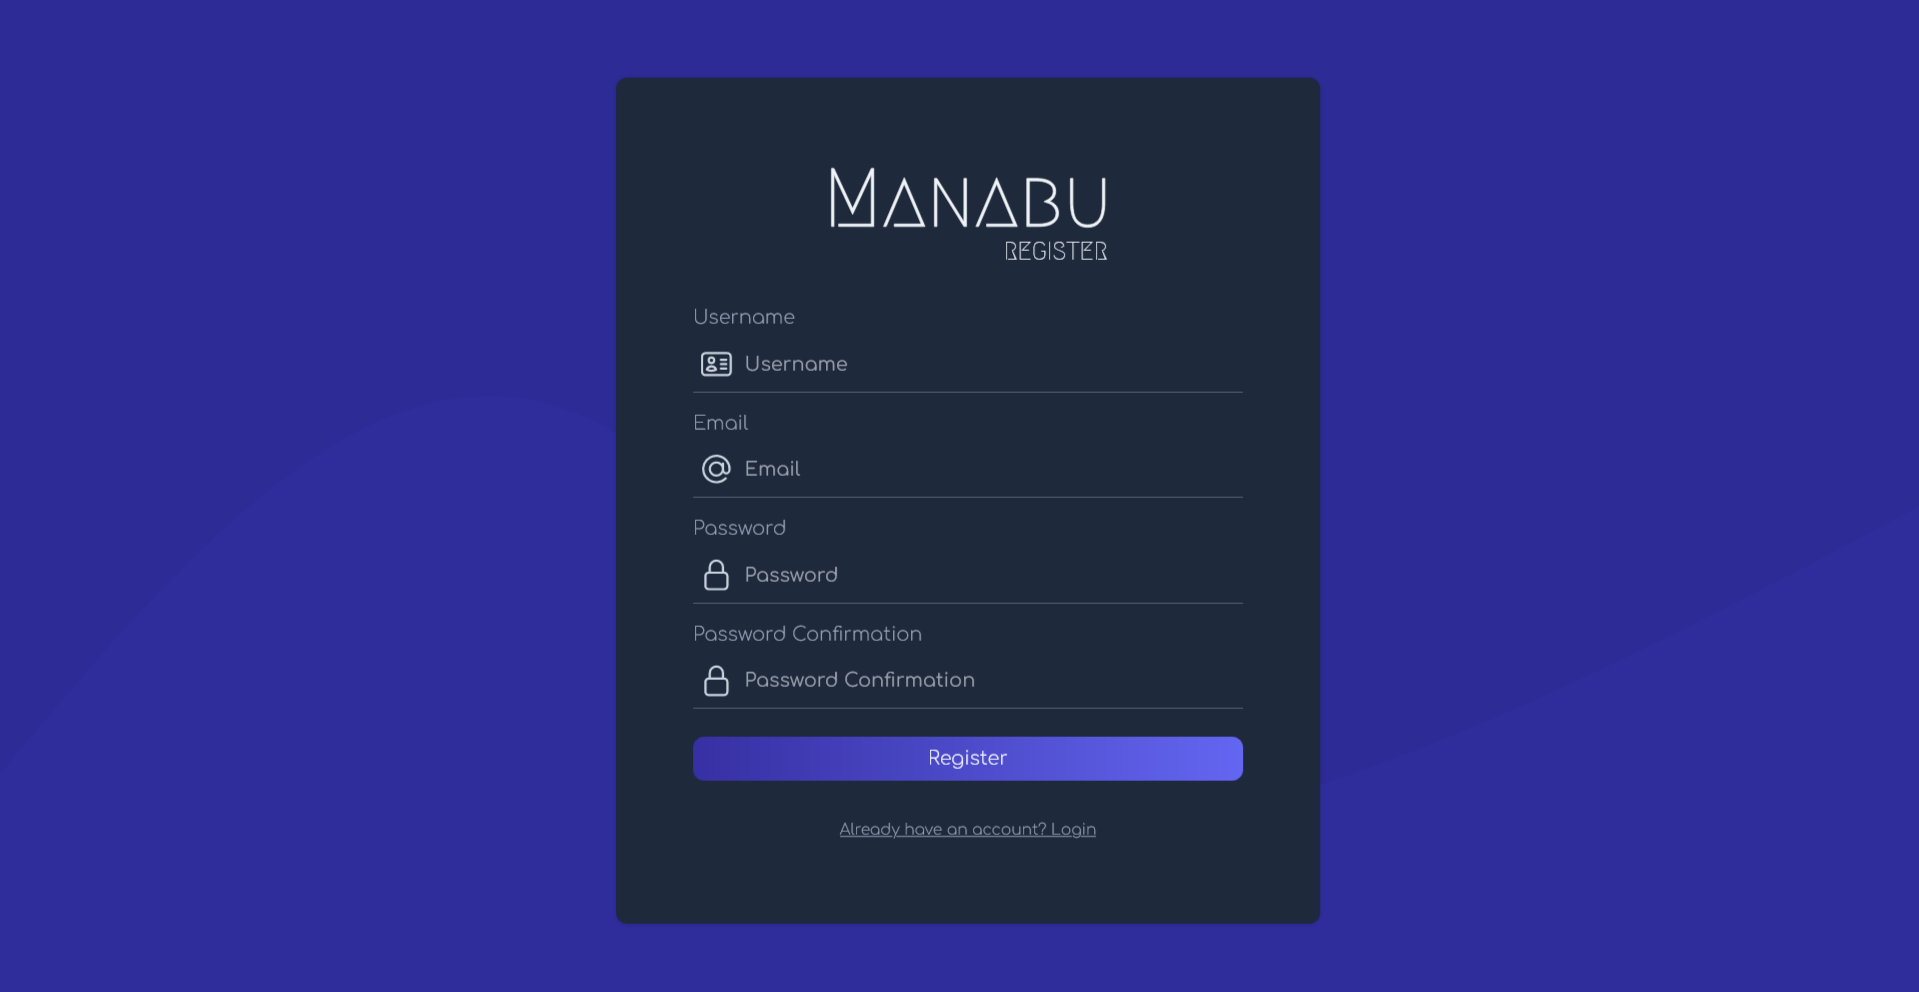 MANABU
REGISTER
Username
Username
Email
Email
Password
Password
Password Confirmation
Password Confirmation
Register
Already have an account? Login